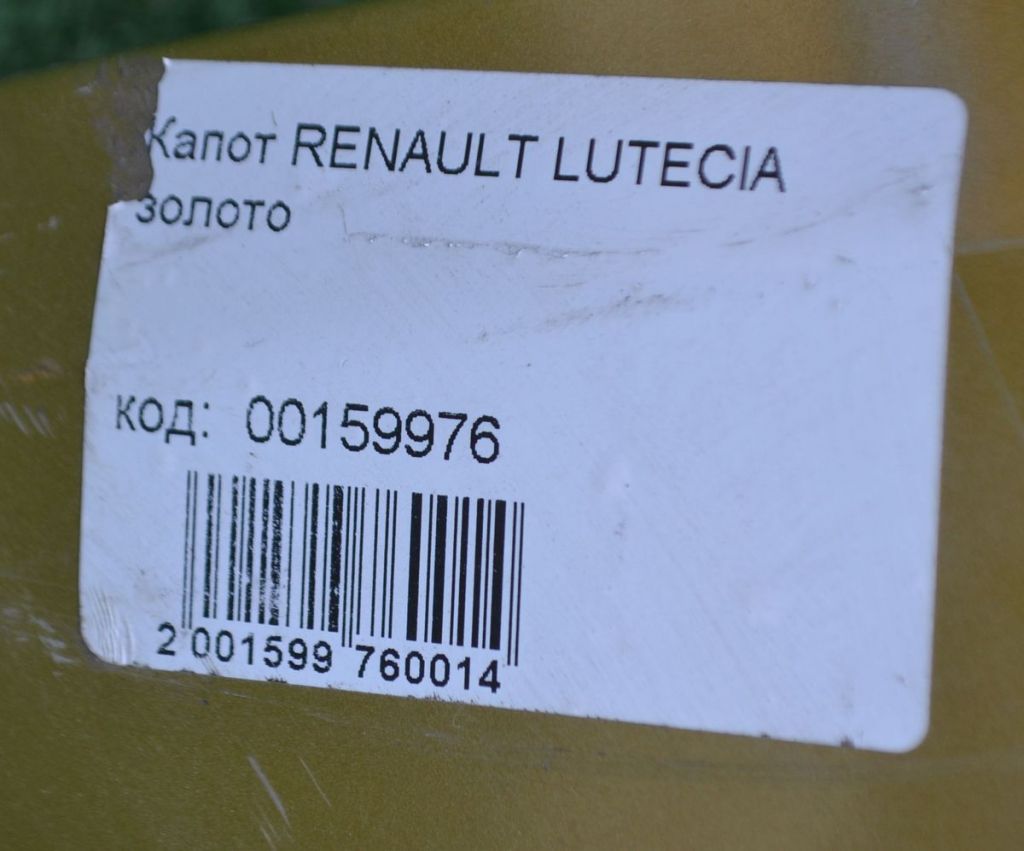 Капот RENAULT LUTECIA
золото
код: 00159976
2 001599 760014